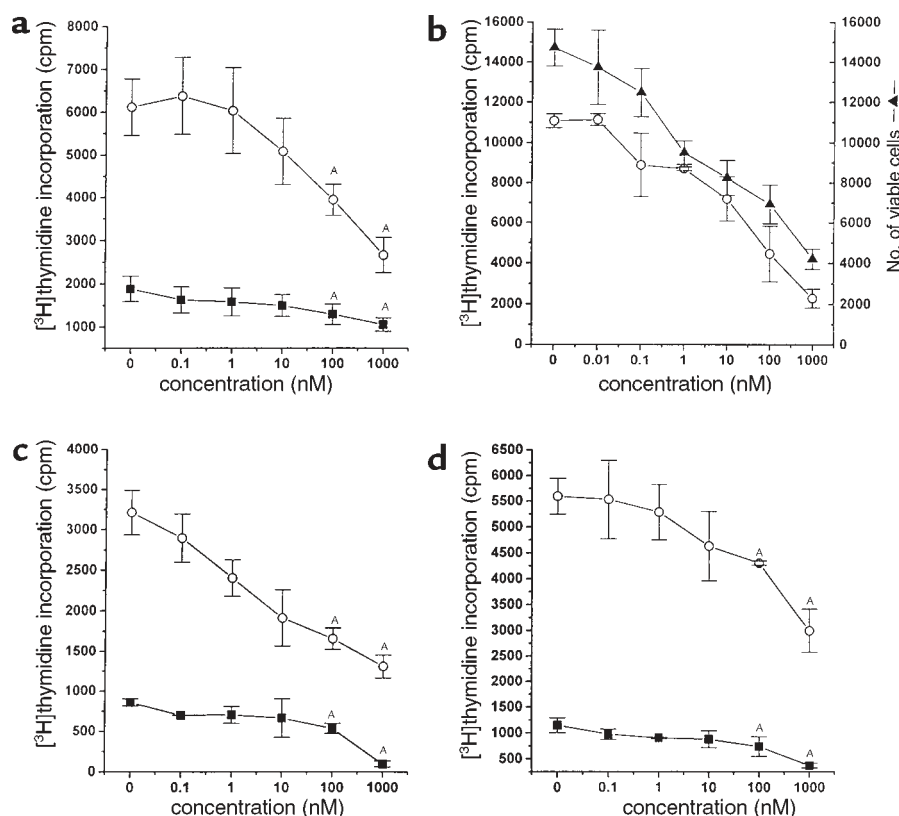 a
[³H]thymidine incorporation (cpm)
8000
7000
6000
5000
4000
3000
2000
1000
A
A
A
A
0 0.1 1 10 100 1000
concentration (nM)
b
[³H]thymidine incorporation (cpm)
16000
14000
12000
10000
8000
6000
4000
2000
0
16000
14000
12000
10000
8000
6000
4000
2000
0
No. of viable cells
0 0.01 0.1 1 10 100 1000
concentration (nM)
c
[³H]thymidine incorporation (cpm)
4000
3500
3000
2500
2000
1500
1000
500
0
A
A
A
A
0 0.1 1 10 100 1000
concentration (nM)
d
[³H]thymidine incorporation (cpm)
6500
6000
5500
5000
4500
4000
3500
3000
2500
2000
1500
1000
500
A
A
A
A
0 0.1 1 10 100 1000
concentration (nM)